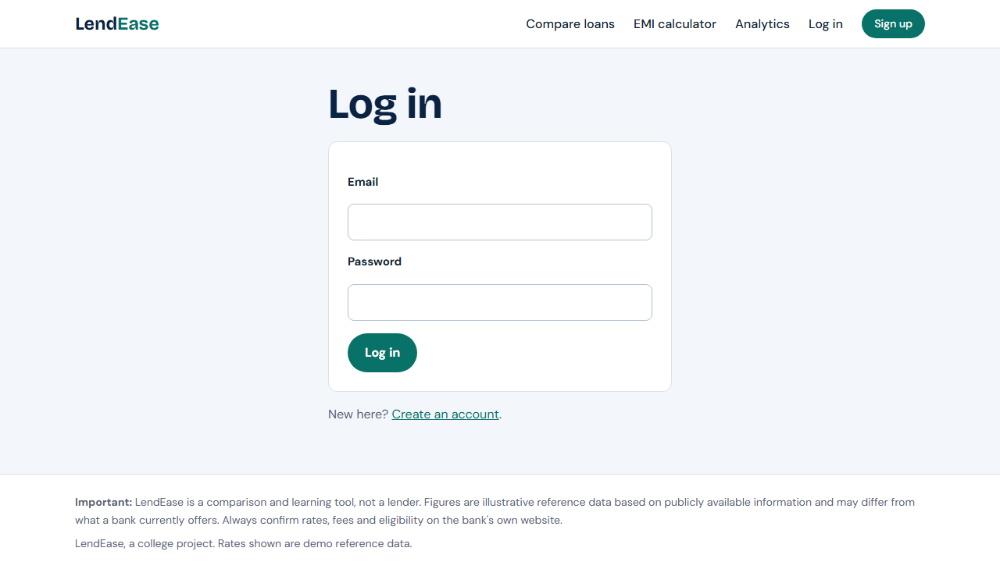 LendEase
Compare loans
EMI calculator
Analytics
Log in
Sign up
Log in
Email
Password
Log in
New here? Create an account.
Important: LendEase is a comparison and learning tool, not a lender. Figures are illustrative reference data based on publicly available information and may differ from
what a bank currently offers. Always confirm rates, fees and eligibility on the bank's own website.
LendEase, a college project. Rates shown are demo reference data.